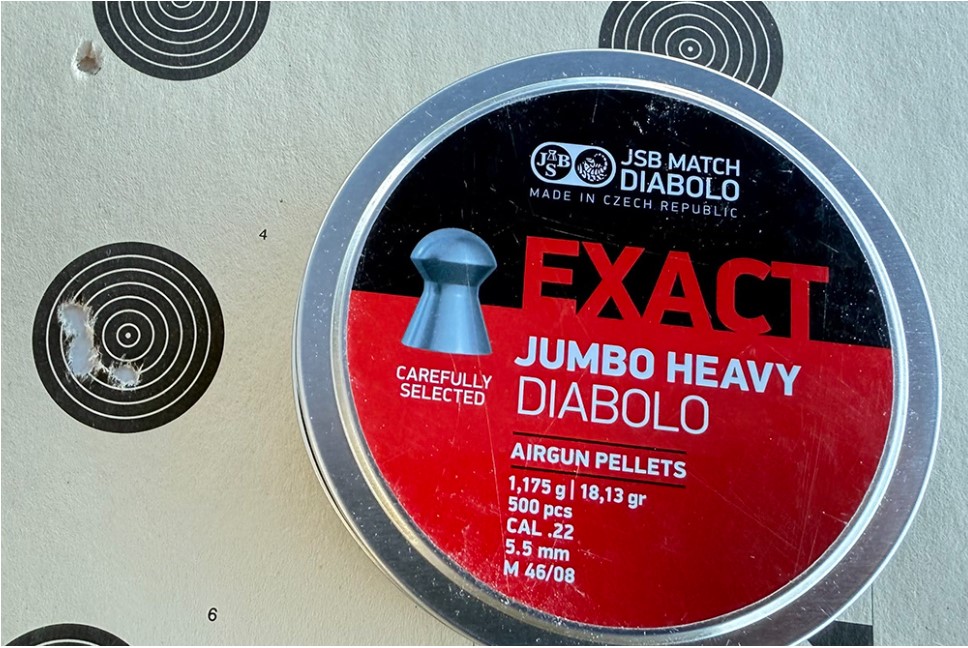 JSB
JSB MATCH
DIABOLO
MADE IN CZECH REPUBLIC
4
EXACT
JUMBO HEAVY
DIABOLO
CAREFULLY
SELECTED
AIRGUN PELLETS
1,175 g | 18,13 gr
500 pcs
CAL .22
5.5 mm
M 46/08
6